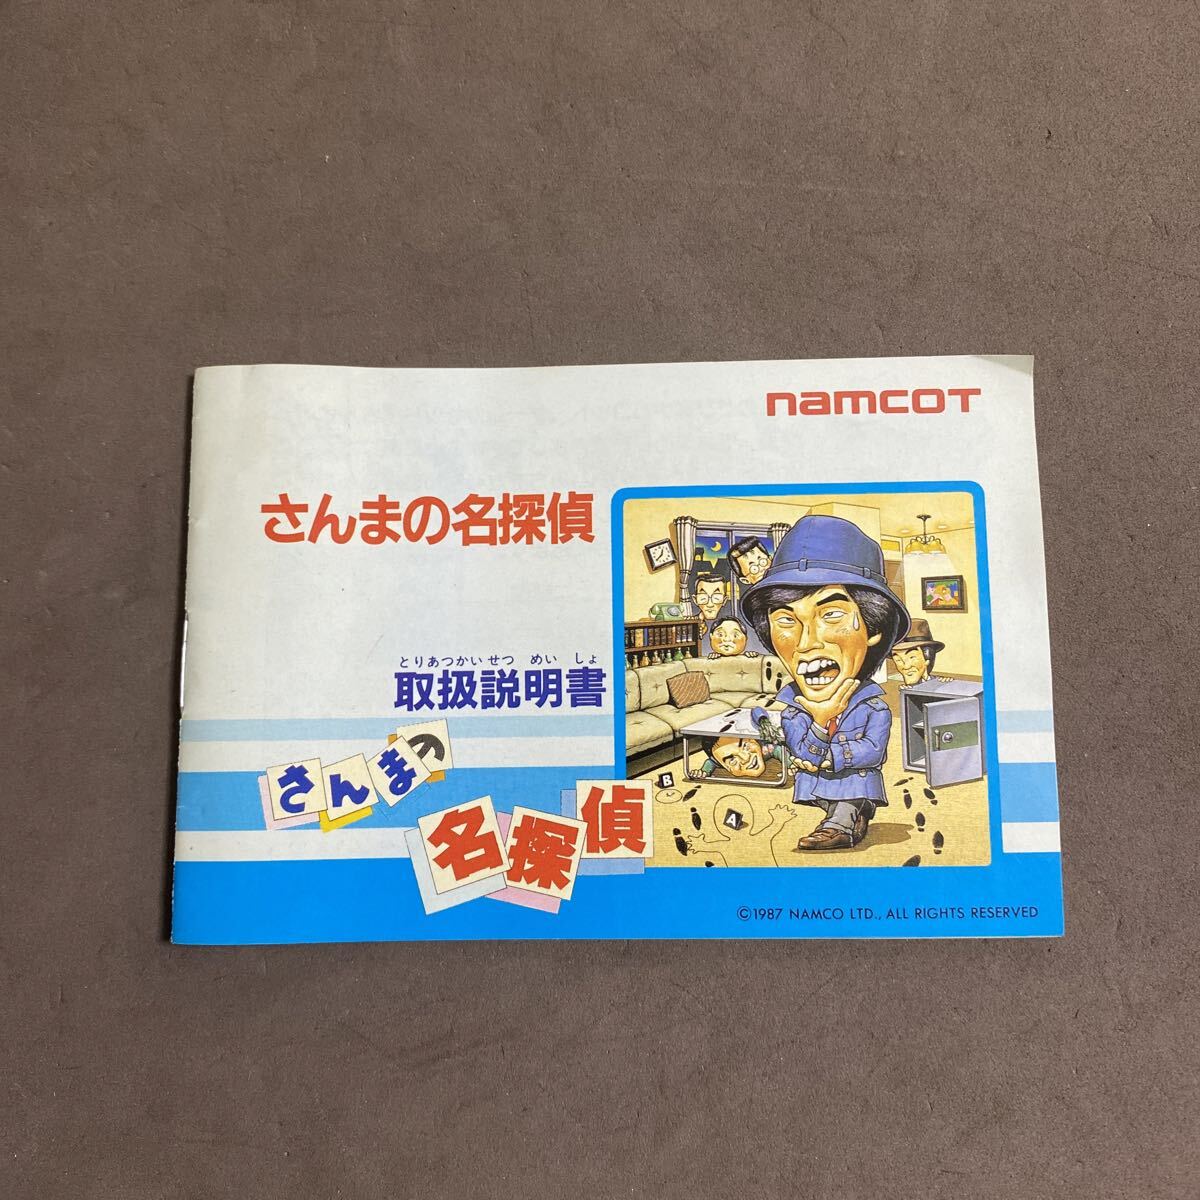 namcot
さんまの名探偵
とりあつかいせつ めい しょ
取扱説明書
さんまの
名探偵
B
A
©1987 NAMCO LTD., ALL RIGHTS RESERVED